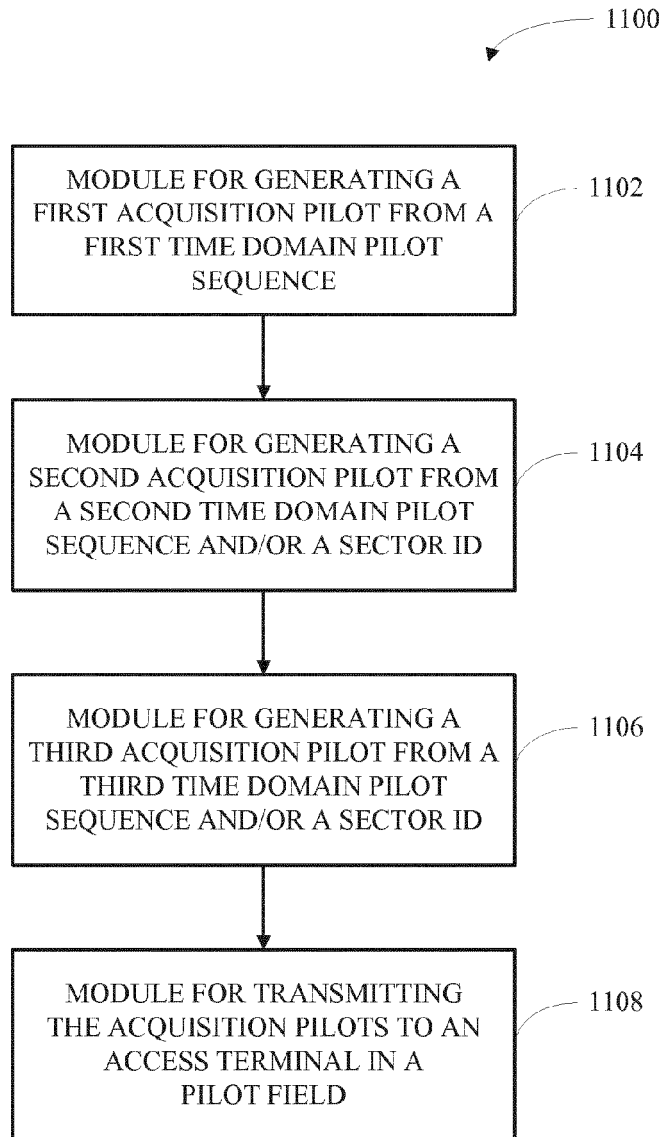 1100
MODULE FOR GENERATING A
FIRST ACQUISITION PILOT FROM A
FIRST TIME DOMAIN PILOT
SEQUENCE
1102
MODULE FOR GENERATING A
SECOND ACQUISITION PILOT FROM
A SECOND TIME DOMAIN PILOT
SEQUENCE AND/OR A SECTOR ID
1104
MODULE FOR GENERATING A
THIRD ACQUISITION PILOT FROM A
THIRD TIME DOMAIN PILOT
SEQUENCE AND/OR A SECTOR ID
1106
MODULE FOR TRANSMITTING
THE ACQUISITION PILOTS TO AN
ACCESS TERMINAL IN A
PILOT FIELD
1108